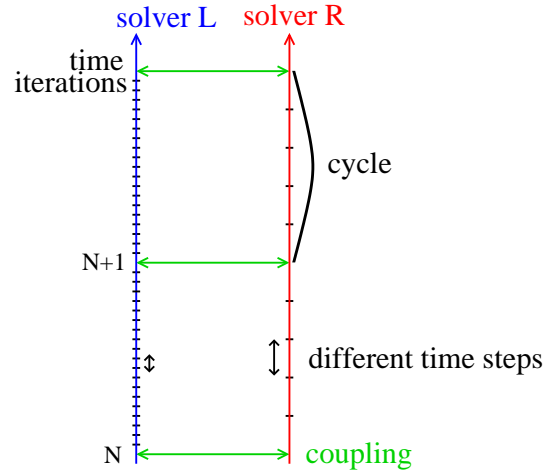 solver L
solver R
time
iterations
cycle
N+1
different time steps
N
coupling